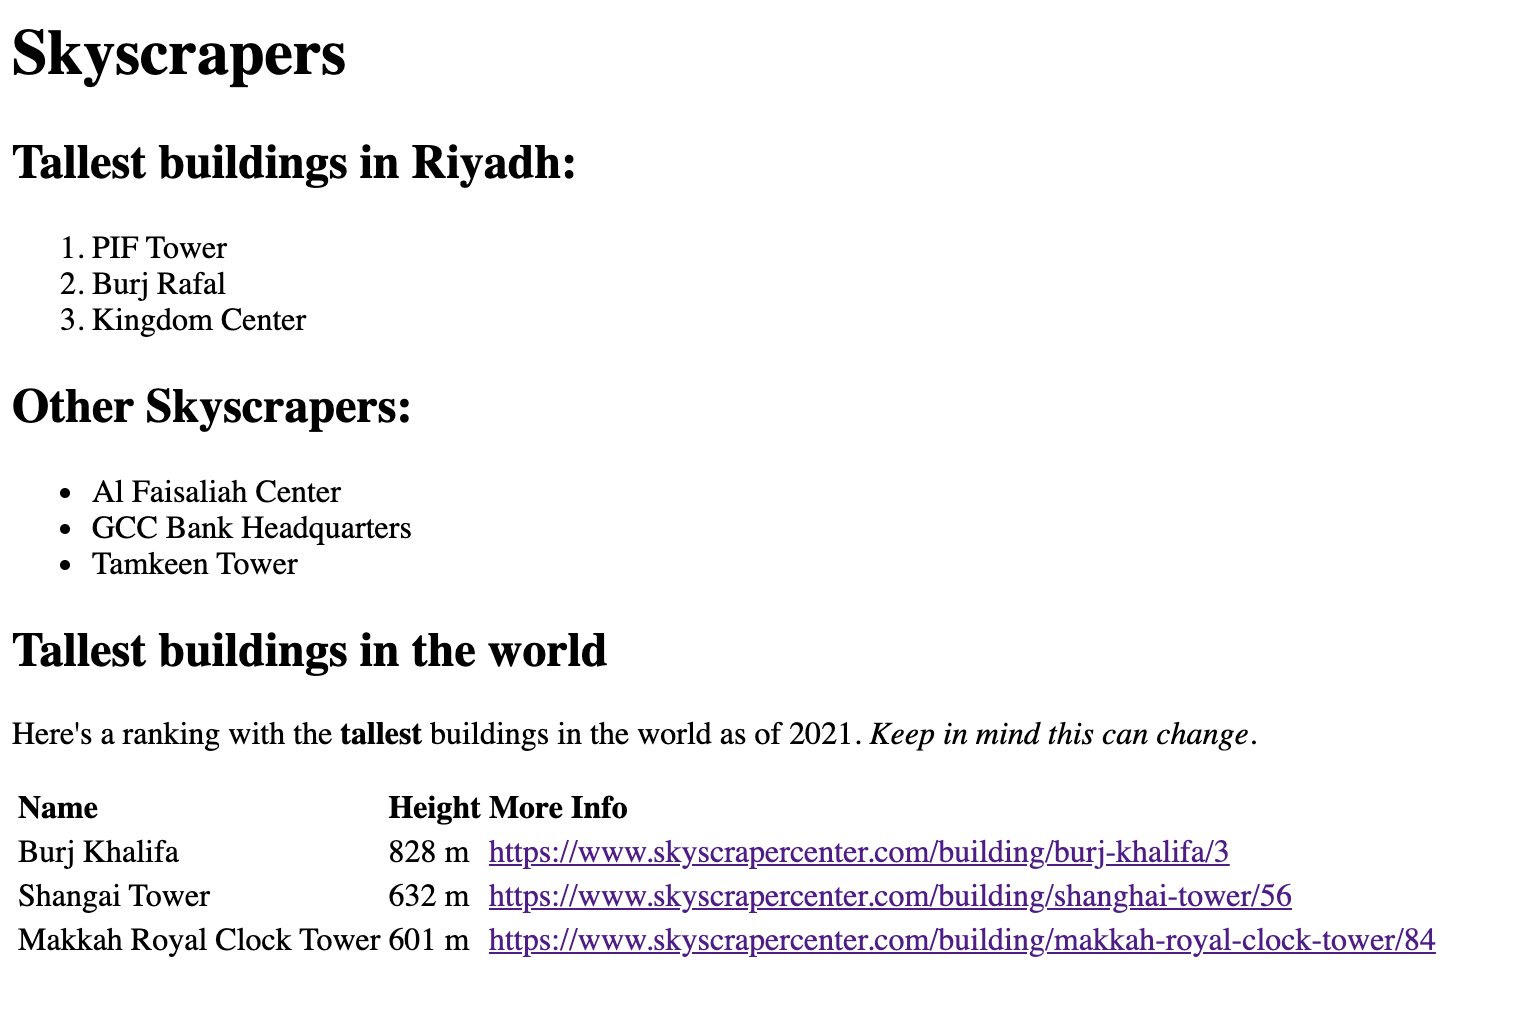 Skyscrapers
Tallest buildings in Riyadh:
1. PIF Tower
2. Burj Rafal
3. Kingdom Center
Other Skyscrapers:
• Al Faisaliah Center
• GCC Bank Headquarters
• Tamkeen Tower
Tallest buildings in the world
Here's a ranking with the tallest buildings in the world as of 2021. Keep in mind this can change.
Name Height More Info
Burj Khalifa 828 m https://www.skyscrapercenter.com/building/burj-khalifa/3
Shangai Tower 632 m https://www.skyscrapercenter.com/building/shanghai-tower/56
Makkah Royal Clock Tower 601 m https://www.skyscrapercenter.com/building/makkah-royal-clock-tower/84